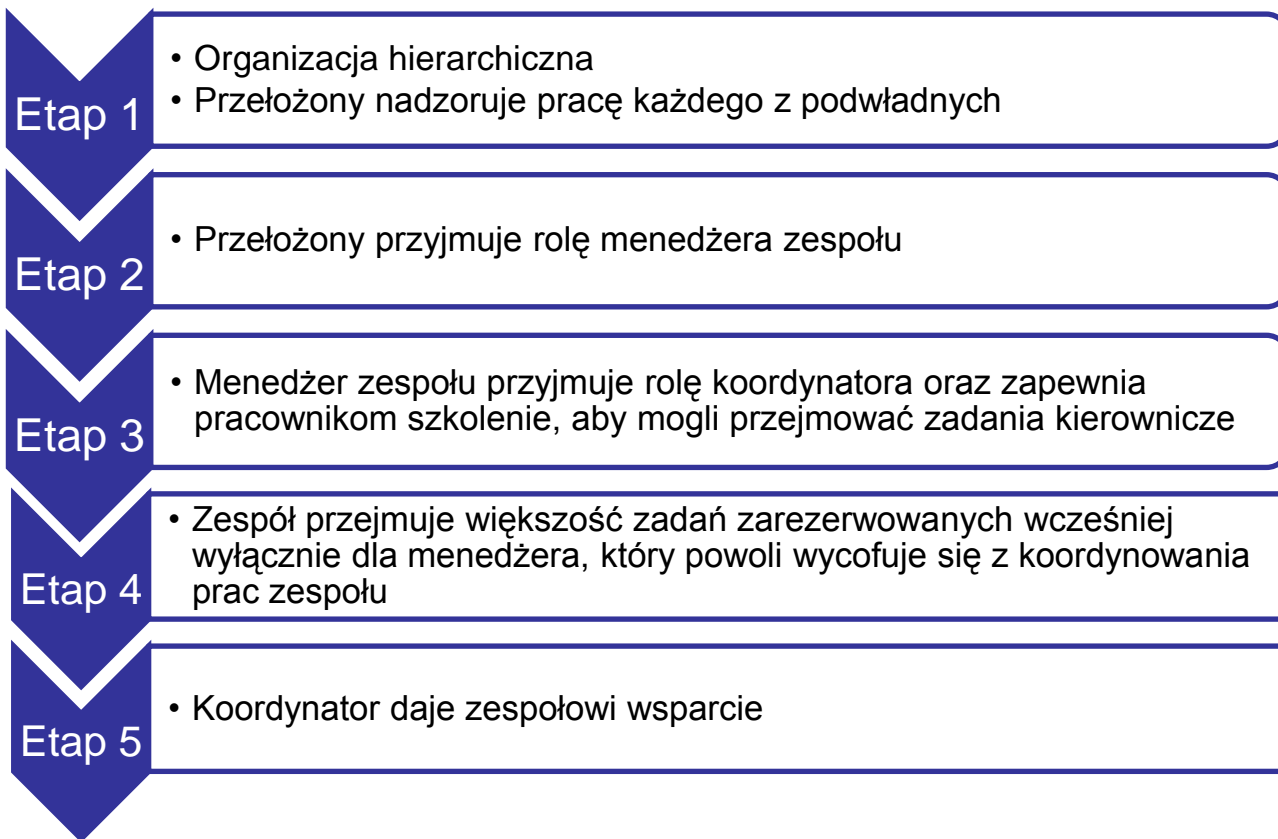 Etap 1
• Organizacja hierarchiczna
• Przełożony nadzoruje pracę każdego z podwładnych
Etap 2
• Przełożony przyjmuje rolę menedżera zespołu
Etap 3
• Menedżer zespołu przyjmuje rolę koordynatora oraz zapewnia
pracownikom szkolenie, aby mogli przejmować zadania kierownicze
Etap 4
• Zespół przejmuje większość zadań zarezerwowanych wcześniej
wyłącznie dla menedżera, który powoli wycofuje się z koordynowania
prac zespołu
Etap 5
• Koordynator daje zespołowi wsparcie